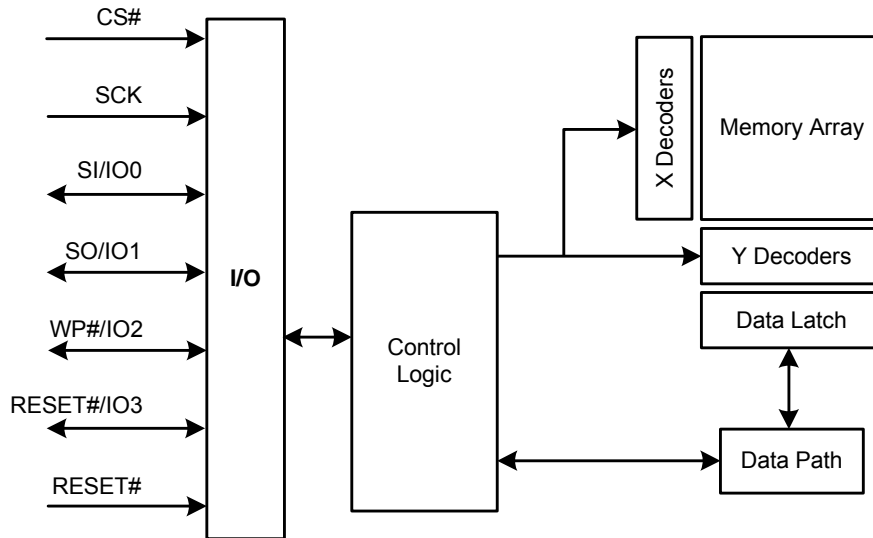 CS#
SCK
SI/IO0
SO/IO1
WP#/IO2
RESET#/IO3
RESET#
I/O
Control
Logic
X Decoders
Memory Array
Y Decoders
Data Latch
Data Path